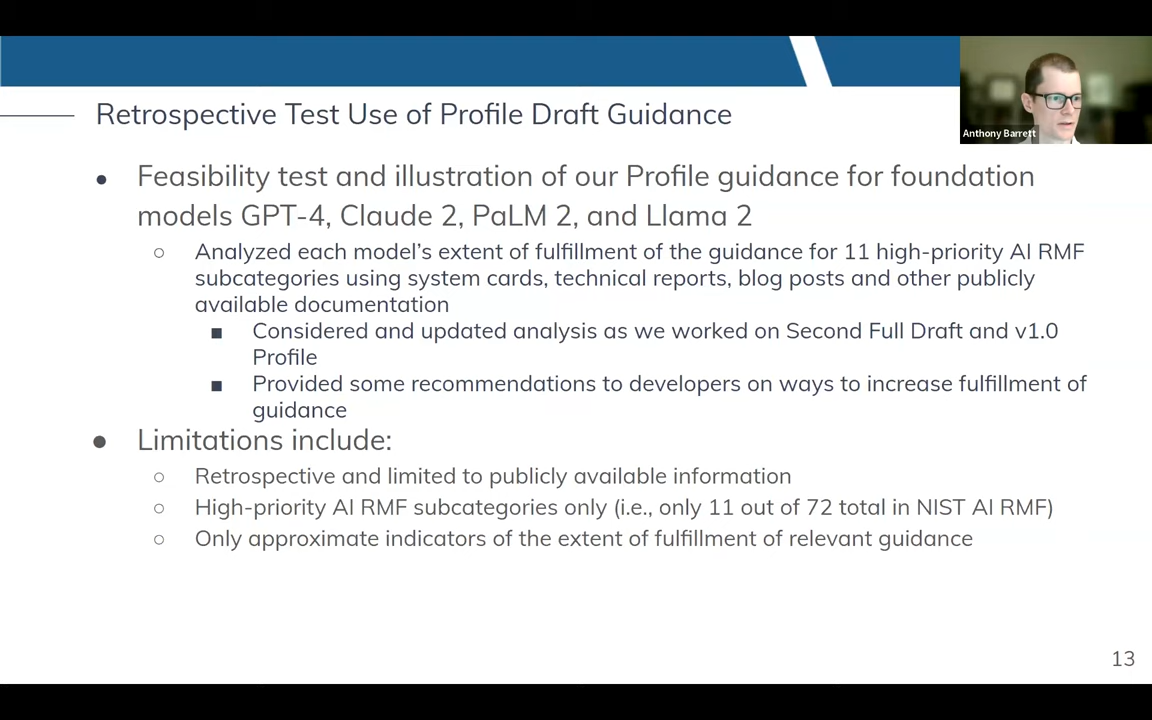 Retrospective Test Use of Profile Draft Guidance
Anthony Barrett
● Feasibility test and illustration of our Profile guidance for foundation
models GPT-4, Claude 2, PaLM 2, and Llama 2
○ Analyzed each model’s extent of fulfillment of the guidance for 11 high-priority AI RMF
subcategories using system cards, technical reports, blog posts and other publicly
available documentation
■ Considered and updated analysis as we worked on Second Full Draft and v1.0
Profile
■ Provided some recommendations to developers on ways to increase fulfillment of
guidance
● Limitations include:
○ Retrospective and limited to publicly available information
○ High-priority AI RMF subcategories only (i.e., only 11 out of 72 total in NIST AI RMF)
○ Only approximate indicators of the extent of fulfillment of relevant guidance
13